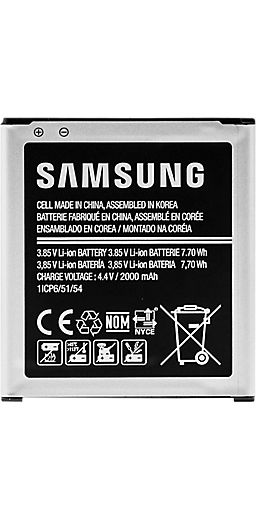 SAMSUNG
CELL MADE IN CHINA, ASSEMBLED IN KOREA
BATTERIE FABRIQUÉ EN CHINE, ASSEMBLÉ EN CORÉE
ENSAMBLADO EN COREA / MONTADO NA CORÉIA
3.85 V Li-ion BATTERY 3.85 V Li-ion BATTERIE 7.70 Wh
3,85 V Li-ion BATERÍA 3,85 V Li-ion BATERIA 7,70 Wh
CHARGE VOLTAGE : 4.4 V / 2000 mAh
1ICP6/51/54
CE NOM
NYCE